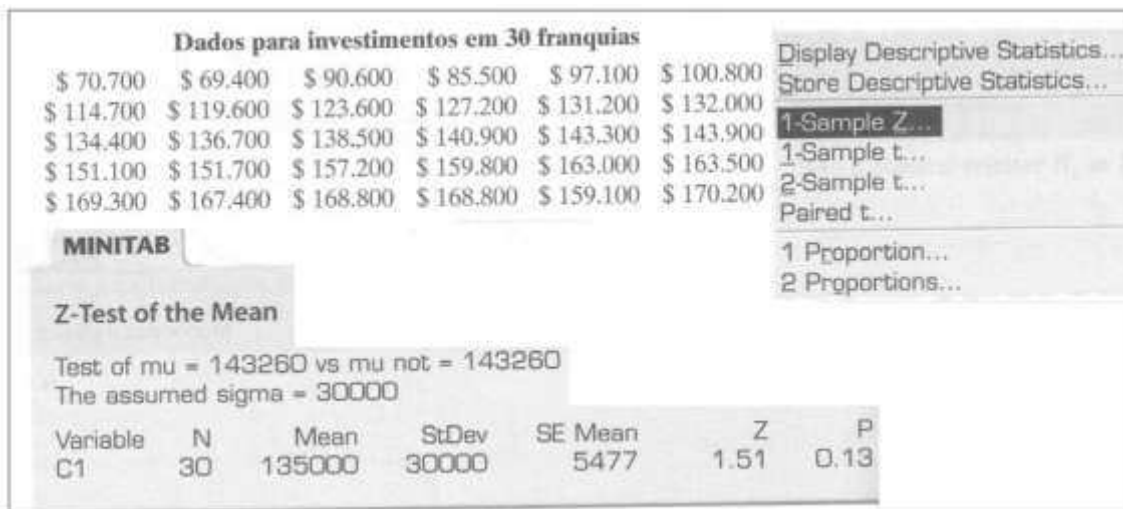 Dados para investimentos em 30 franquias
$ 70.700 $ 69.400 $ 90.600 $ 85.500 $ 97.100 $ 100.800
$ 114.700 $ 119.600 $ 123.600 $ 127.200 $ 131.200 $ 132.000
$ 134.400 $ 136.700 $ 138.500 $ 140.900 $ 143.300 $ 143.900
$ 151.100 $ 151.700 $ 157.200 $ 159.800 $ 163.000 $ 163.500
$ 169.300 $ 167.400 $ 168.800 $ 168.800 $ 159.100 $ 170.200
Display Descriptive Statistics...
Store Descriptive Statistics...
1-Sample Z...
1-Sample t...
2-Sample t...
Paired t...
1 Proportion...
2 Proportions...
MINITAB
Z-Test of the Mean
Test of mu = 143260 vs mu not = 143260
The assumed sigma = 30000
Variable N Mean StDev SE Mean Z P
C1 30 135000 30000 5477 1.51 0.13